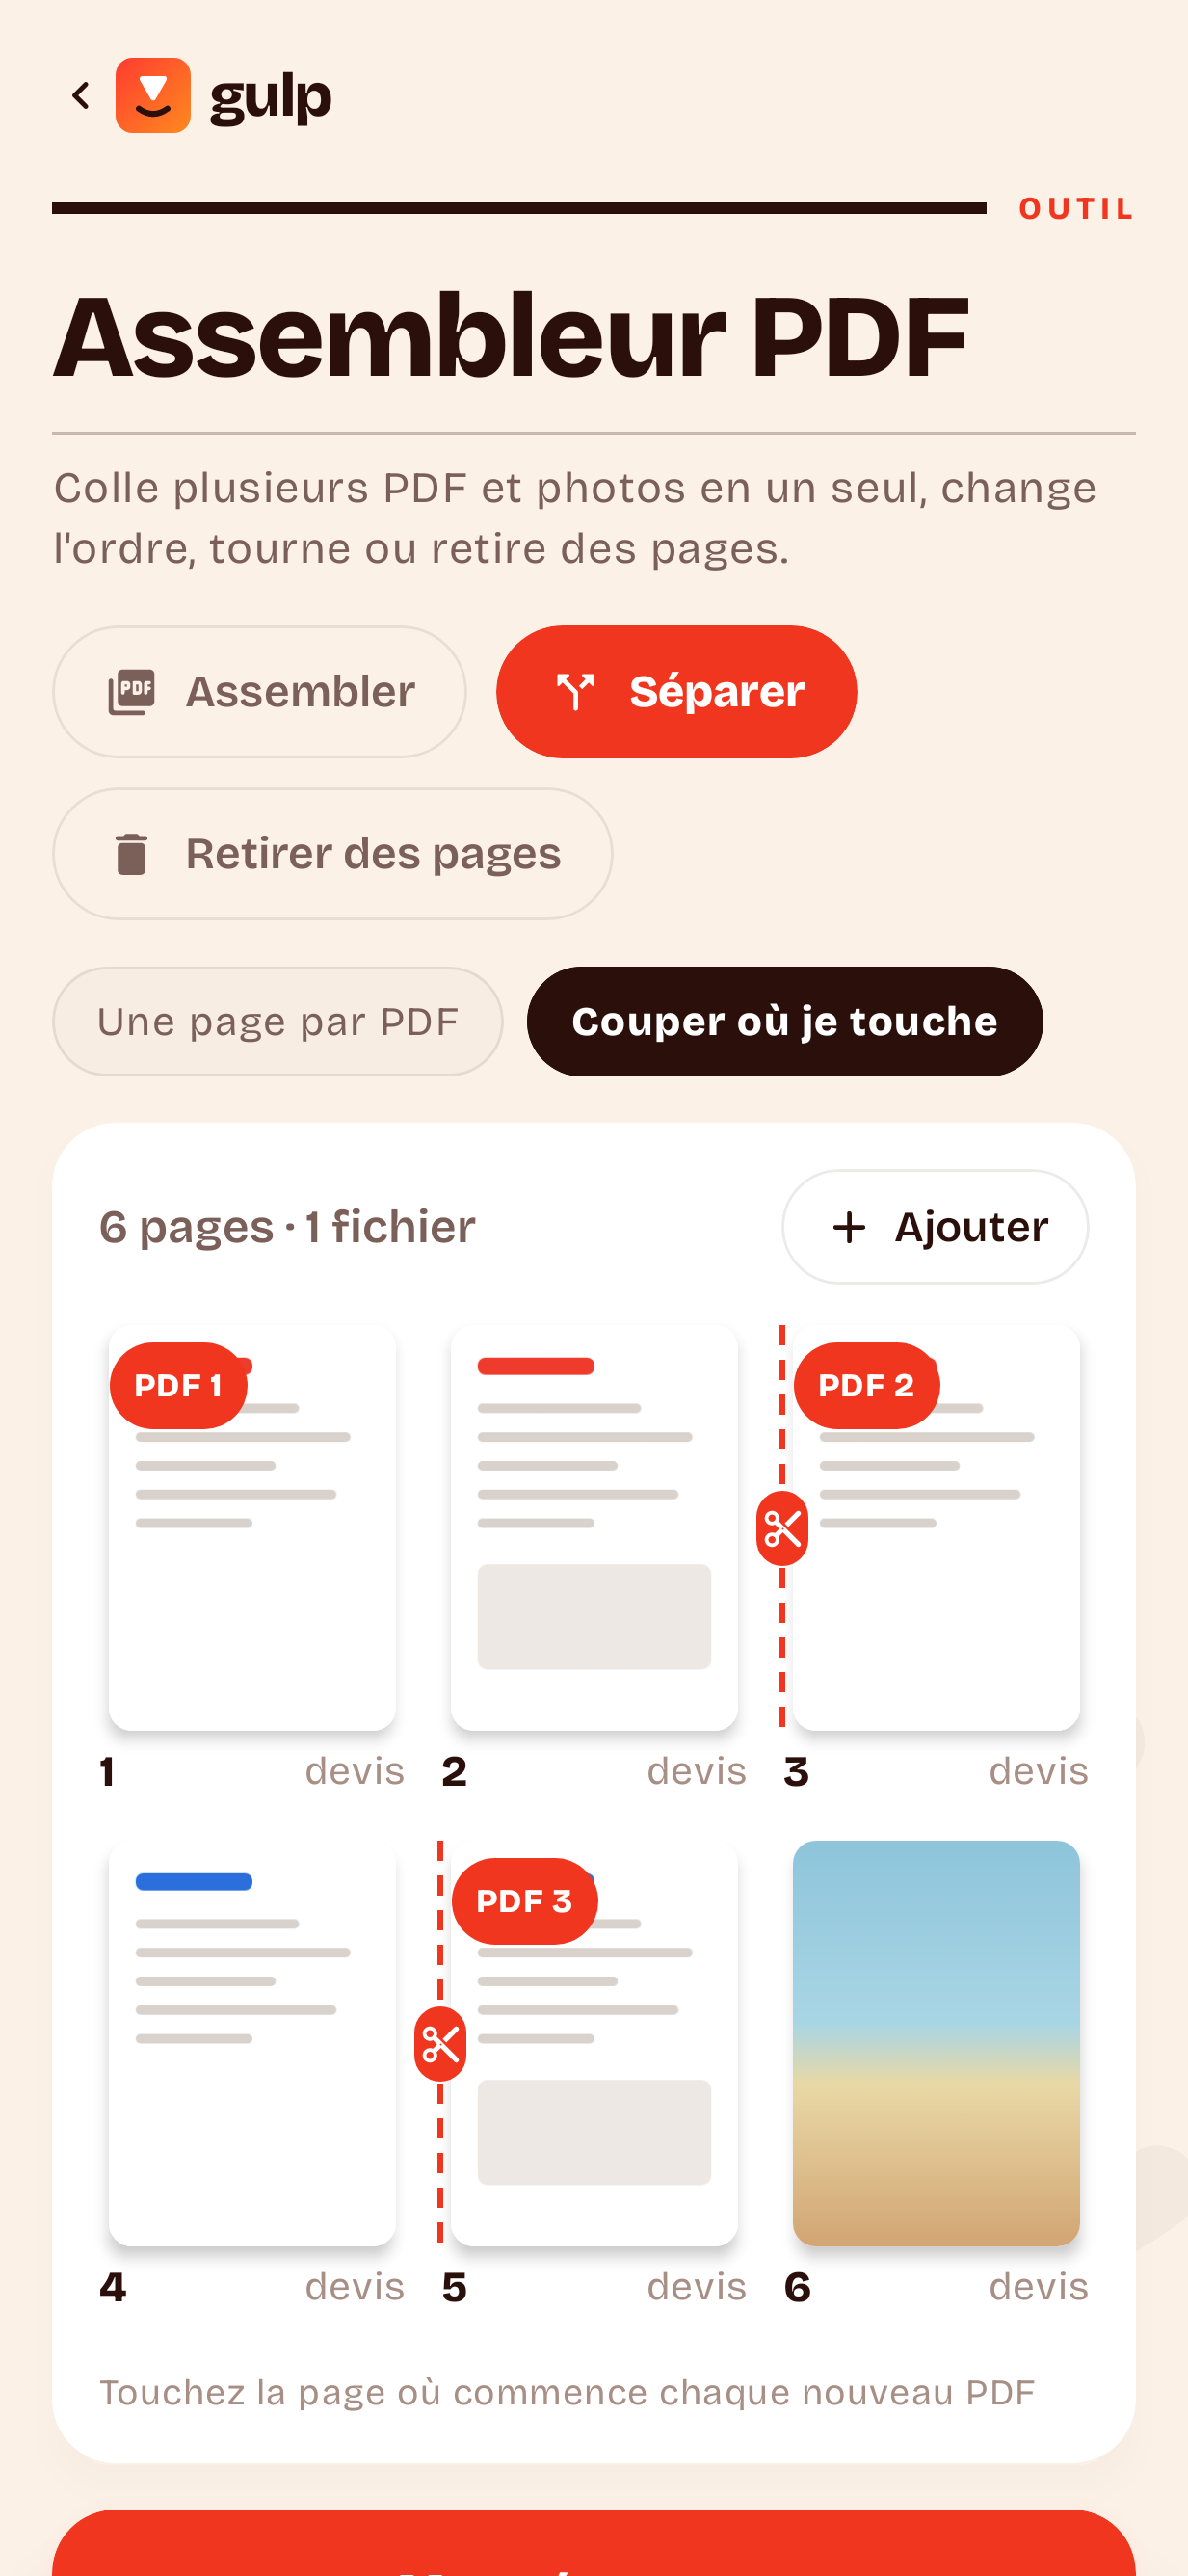 gulp
OUTIL
Assembleur PDF
Colle plusieurs PDF et photos en un seul, change
l'ordre, tourne ou retire des pages.
Assembler
Séparer
Retirer des pages
Une page par PDF
Couper où je touche
6 pages · 1 fichier
Ajouter
PDF 1
PDF 2
1 devis
2 devis
3 devis
PDF 3
4 devis
5 devis
6 devis
Touchez la page où commence chaque nouveau PDF